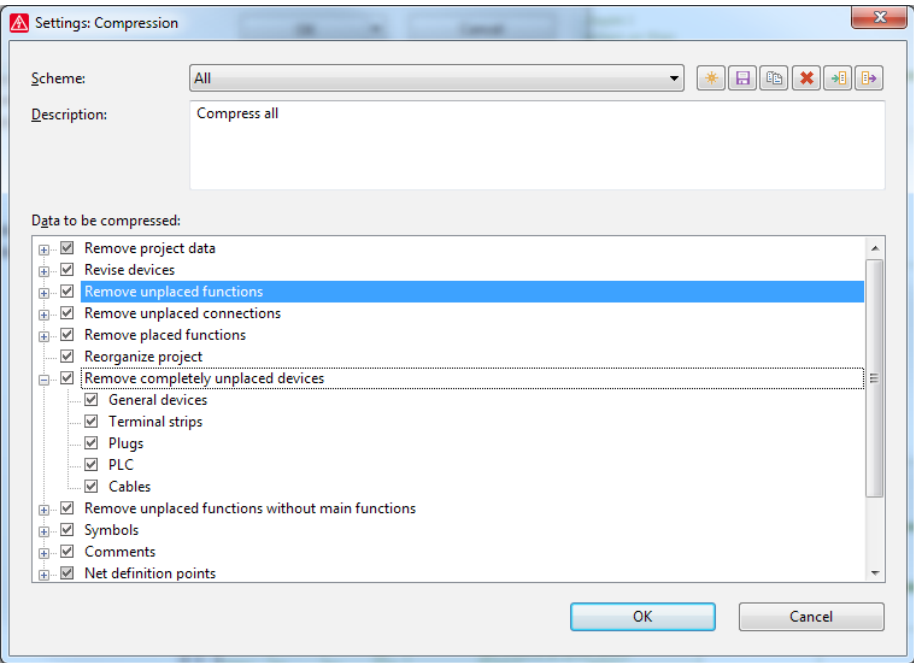 Settings: Compression
Scheme:
All
Description:
Compress all
Data to be compressed:
Remove project data
Revise devices
Remove unplaced functions
Remove unplaced connections
Remove placed functions
Reorganize project
Remove completely unplaced devices
General devices
Terminal strips
Plugs
PLC
Cables
Remove unplaced functions without main functions
Symbols
Comments
Net definition points
OK
Cancel